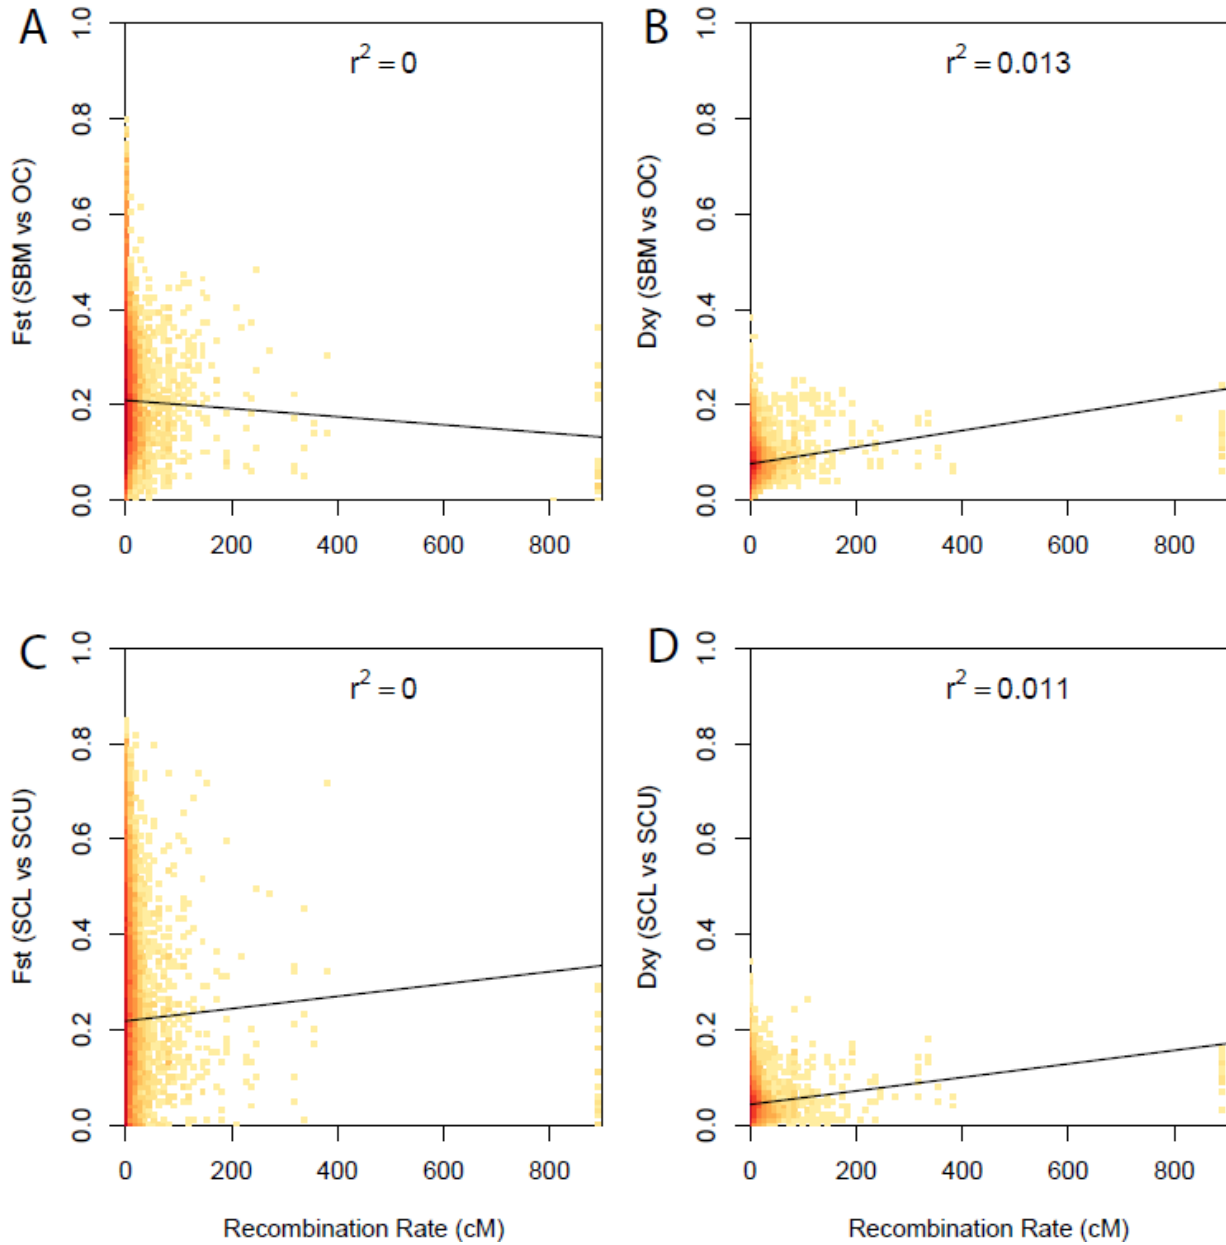 A
r² = 0
Fst (SBM vs OC)
1.0
0.8
0.6
0.4
0.2
0.0
0 200 400 600 800
B
r² = 0.013
Dxy (SBM vs OC)
1.0
0.8
0.6
0.4
0.2
0.0
0 200 400 600 800
C
r² = 0
Fst (SCL vs SCU)
1.0
0.8
0.6
0.4
0.2
0.0
0 200 400 600 800
Recombination Rate (cM)
D
r² = 0.011
Dxy (SCL vs SCU)
1.0
0.8
0.6
0.4
0.2
0.0
0 200 400 600 800
Recombination Rate (cM)